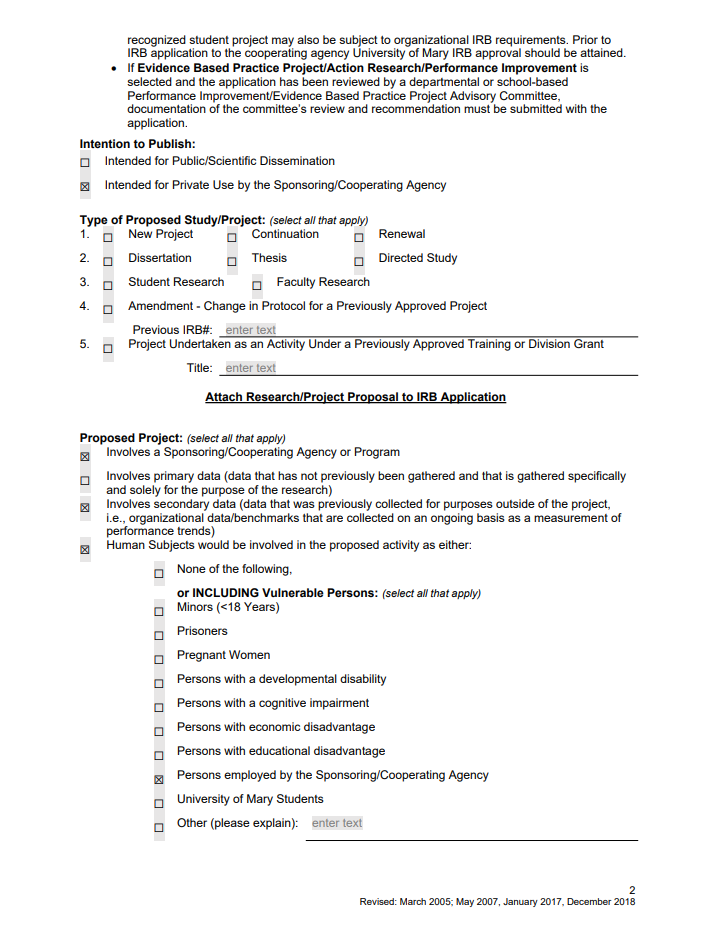 recognized student project may also be subject to organizational IRB requirements. Prior to
IRB application to the cooperating agency University of Mary IRB approval should be attained.
• If Evidence Based Practice Project/Action Research/Performance Improvement is
selected and the application has been reviewed by a departmental or school-based
Performance Improvement/Evidence Based Practice Project Advisory Committee,
documentation of the committee's review and recommendation must be submitted with the
application.
Intention to Publish:
☐ Intended for Public/Scientific Dissemination
☒ Intended for Private Use by the Sponsoring/Cooperating Agency
Type of Proposed Study/Project: (select all that apply)
1. ☐ New Project ☐ Continuation ☐ Renewal
2. ☐ Dissertation ☐ Thesis ☐ Directed Study
3. ☐ Student Research ☐ Faculty Research
4. ☐ Amendment - Change in Protocol for a Previously Approved Project
Previous IRB#: enter text
5. ☐ Project Undertaken as an Activity Under a Previously Approved Training or Division Grant
Title: enter text
Attach Research/Project Proposal to IRB Application
Proposed Project: (select all that apply)
☒ Involves a Sponsoring/Cooperating Agency or Program
☐ Involves primary data (data that has not previously been gathered and that is gathered specifically
and solely for the purpose of the research)
☒ Involves secondary data (data that was previously collected for purposes outside of the project,
i.e., organizational data/benchmarks that are collected on an ongoing basis as a measurement of
performance trends)
☒ Human Subjects would be involved in the proposed activity as either:
☐ None of the following,
or INCLUDING Vulnerable Persons: (select all that apply)
☐ Minors (<18 Years)
☐ Prisoners
☐ Pregnant Women
☐ Persons with a developmental disability
☐ Persons with a cognitive impairment
☐ Persons with economic disadvantage
☐ Persons with educational disadvantage
☒ Persons employed by the Sponsoring/Cooperating Agency
☐ University of Mary Students
☐ Other (please explain): enter text
2
Revised: March 2005; May 2007, January 2017, December 2018